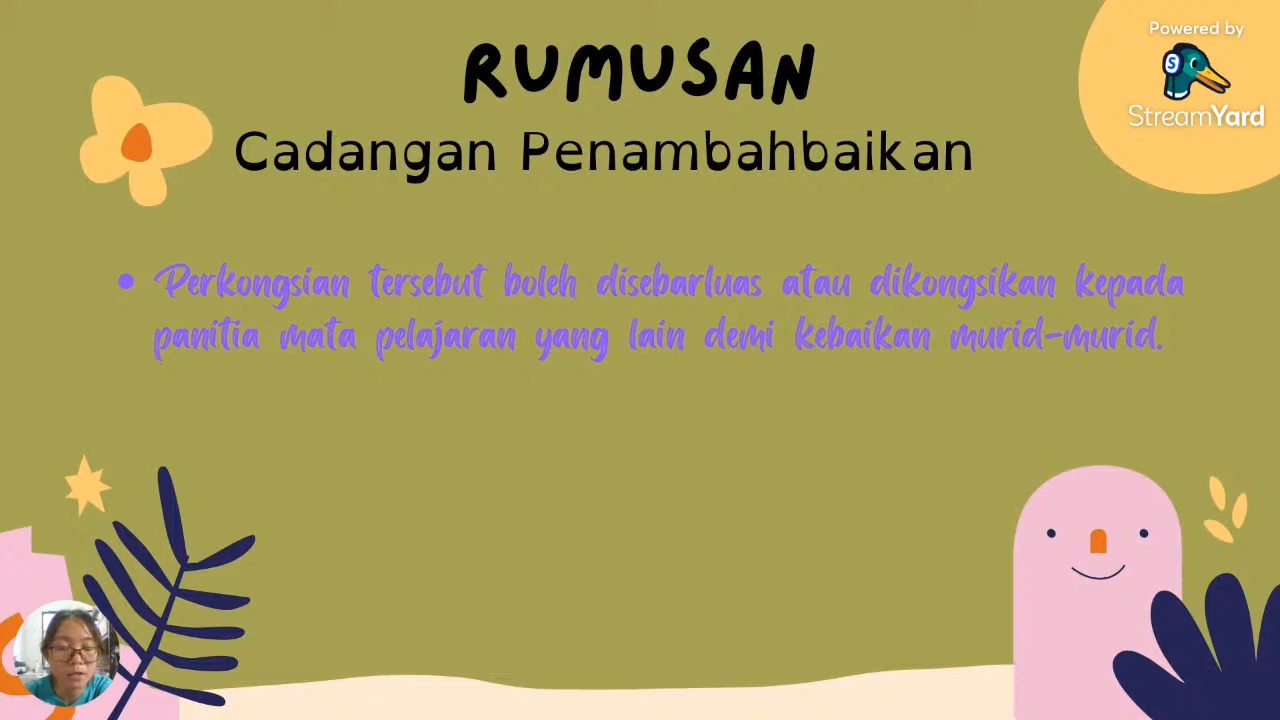 RUMUSAN
Cadangan Penambahbaikan
Powered by
S
StreamYard
• Perkongsian tersebut boleh disebarluas atau dikongsikan kepada
panitia mata pelajaran yang lain demi kebaikan murid-murid.